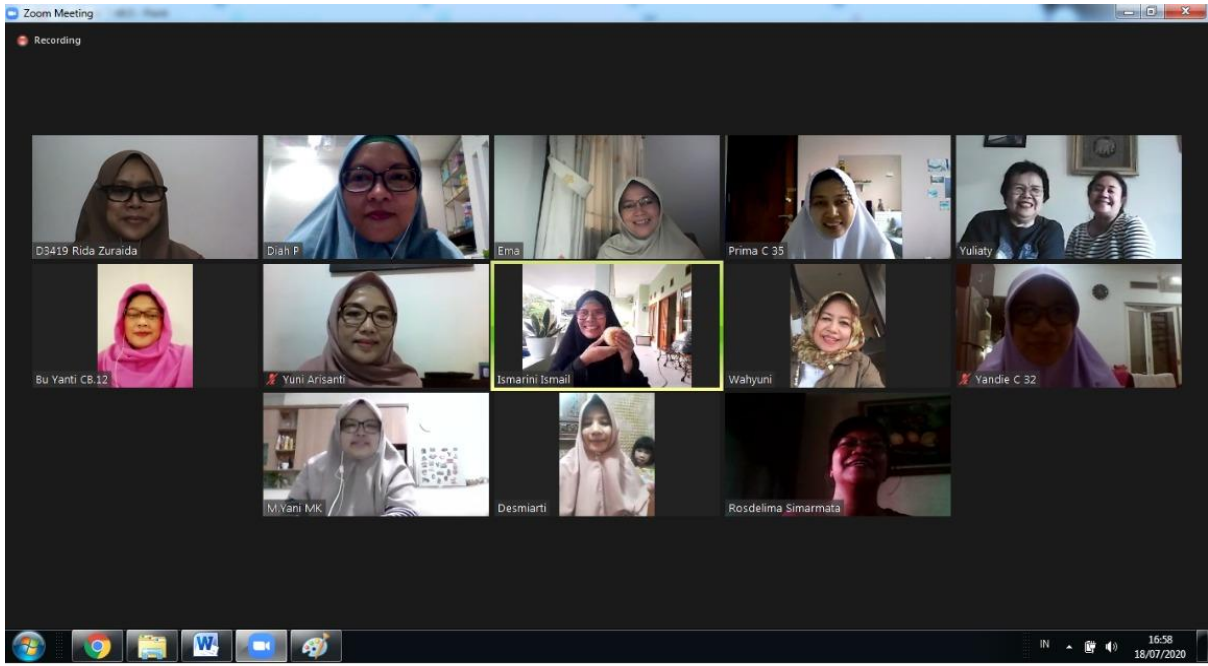 Zoom Meeting
Recording
D3419 Rida Zuraida
Diah P
Ema
Prima C 35
Yuliaty
Bu Yanti CB.12
Yuni Arisanti
Ismarini Ismail
Wahyuni
Yandie C 32
M.Yani MK
Desmiarti
Rosdelima Simarmata
IN
16:58
18/07/2020